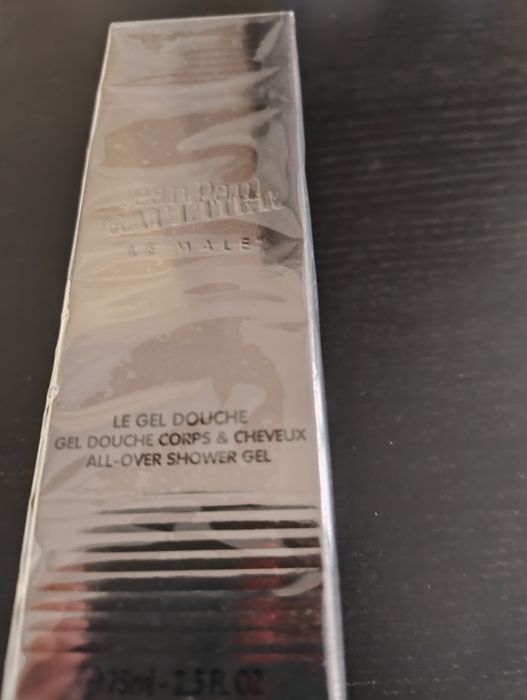 Jean Paul
GAULTIER
LE MALE
LE GEL DOUCHE
GEL DOUCHE CORPS & CHEVEUX
ALL-OVER SHOWER GEL
75ml - 2.5 FL OZ